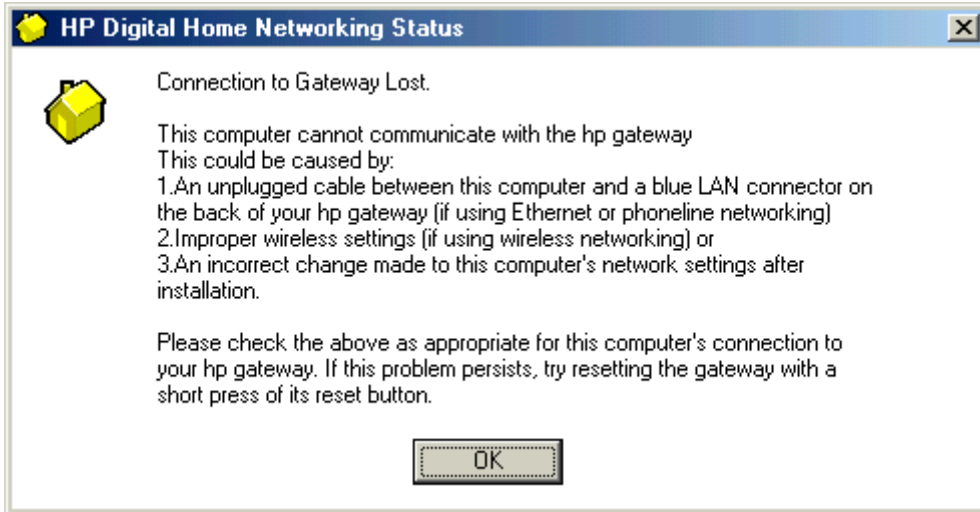 HP Digital Home Networking Status
Connection to Gateway Lost.
This computer cannot communicate with the hp gateway
This could be caused by:
1.An unplugged cable between this computer and a blue LAN connector on
the back of your hp gateway (if using Ethernet or phoneline networking)
2.Improper wireless settings (if using wireless networking) or
3.An incorrect change made to this computer's network settings after
installation.
Please check the above as appropriate for this computer's connection to
your hp gateway. If this problem persists, try resetting the gateway with a
short press of its reset button.
OK